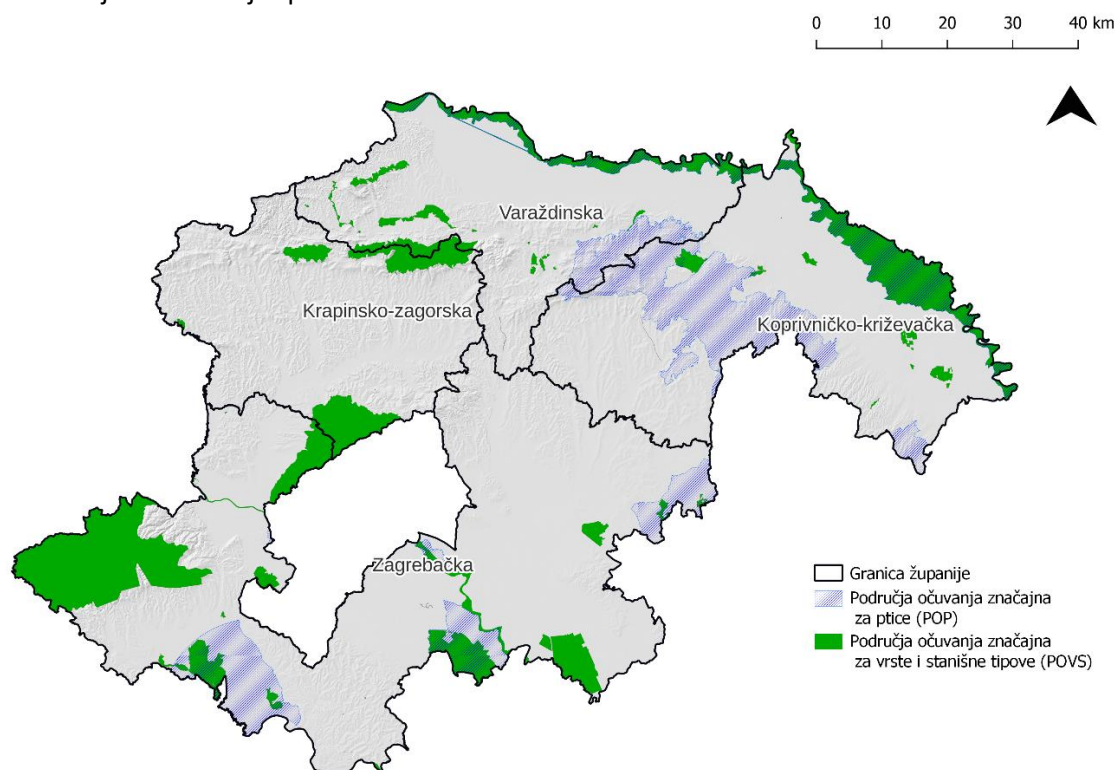 0 10 20 30 40 km
Varaždinska
Krapinsko-zagorska
Koprivničko-križevačka
Zagrebačka
Granica županije
Područja očuvanja značajna
za ptice (POP)
Područja očuvanja značajna
za vrste i stanišne tipove (POVS)